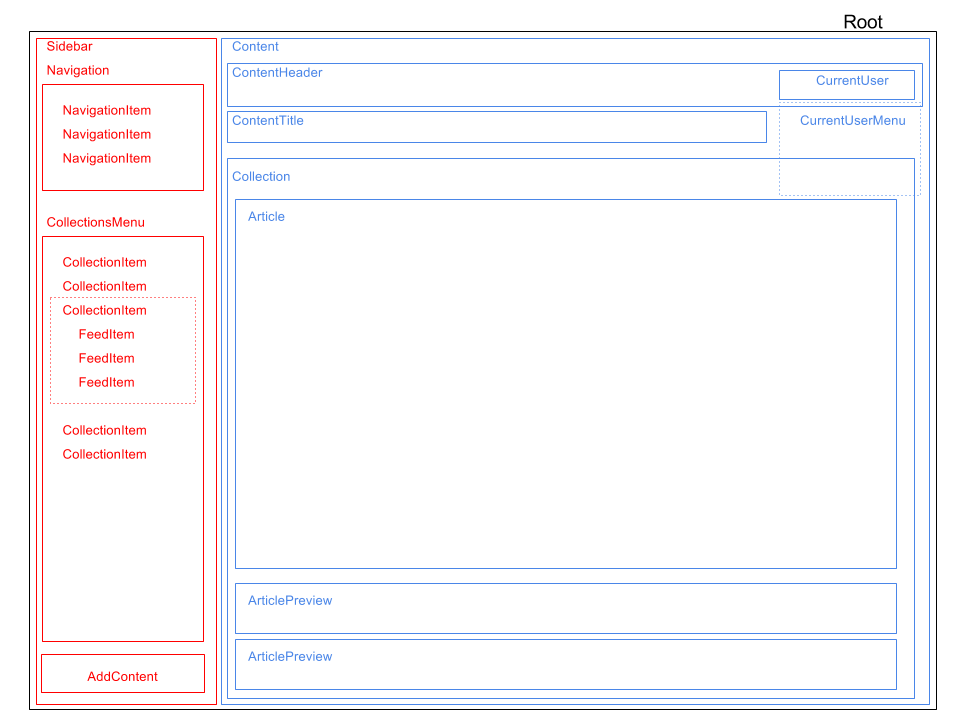 Root
Sidebar
Navigation
NavigationItem
NavigationItem
NavigationItem
CollectionsMenu
CollectionItem
CollectionItem
CollectionItem
FeedItem
FeedItem
FeedItem
CollectionItem
CollectionItem
AddContent
Content
ContentHeader
CurrentUser
ContentTitle
CurrentUserMenu
Collection
Article
ArticlePreview
ArticlePreview